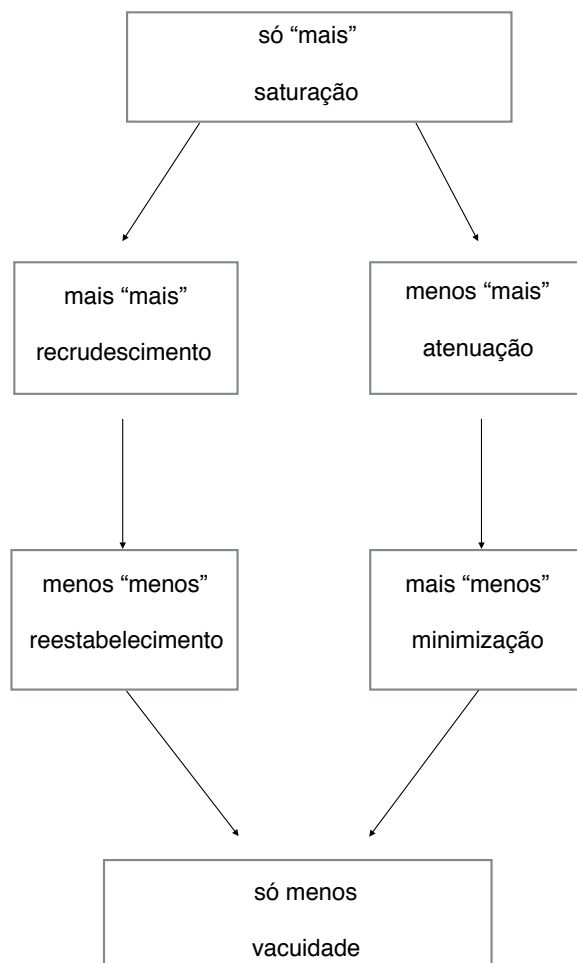 só “mais”
saturação
mais “mais”
recrudescimento
menos “mais”
atenuação
menos “menos”
reestabelecimento
mais “menos”
minimização
só menos
vacuidade